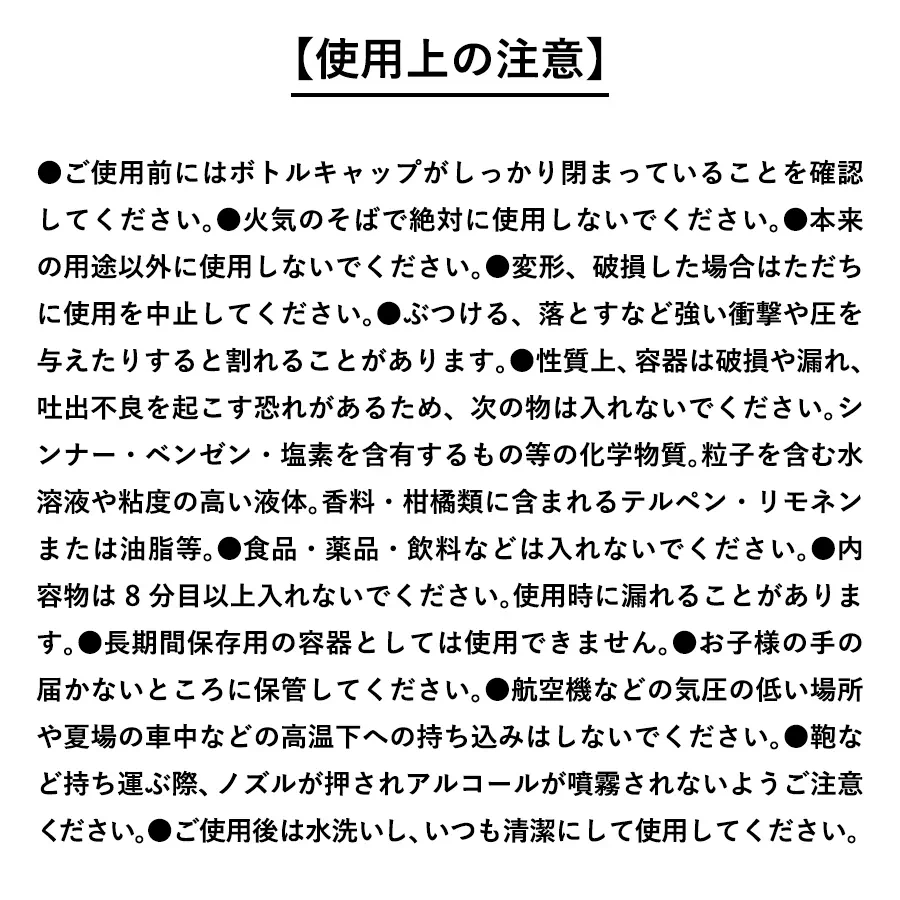 【使用上の注意】
●ご使用前にはボトルキャップがしっかり閉まっていることを確認
してください。●火気のそばで絶対に使用しないでください。●本来
の用途以外に使用しないでください。●変形、破損した場合はただち
に使用を中止してください。●ぶつける、落とすなど強い衝撃や圧を
与えたりすると割れることがあります。●性質上、容器は破損や漏れ、
吐出不良を起こす恐れがあるため、次の物は入れないでください。シ
ンナー・ベンゼン・塩素を含有するもの等の化学物質。粒子を含む水
溶液や粘度の高い液体。香料・柑橘類に含まれるテルペン・リモネン
または油脂等。●食品・薬品・飲料などは入れないでください。●内
容物は8分目以上入れないでください。使用時に漏れることがありま
す。●長期間保存用の容器としては使用できません。●お子様の手の
届かないところに保管してください。●航空機などの気圧の低い場所
や夏場の車中などの高温下への持ち込みはしないでください。●鞄な
ど持ち運ぶ際、ノズルが押されアルコールが噴霧されないようご注意
ください。●ご使用後は水洗いし、いつも清潔にして使用してください。